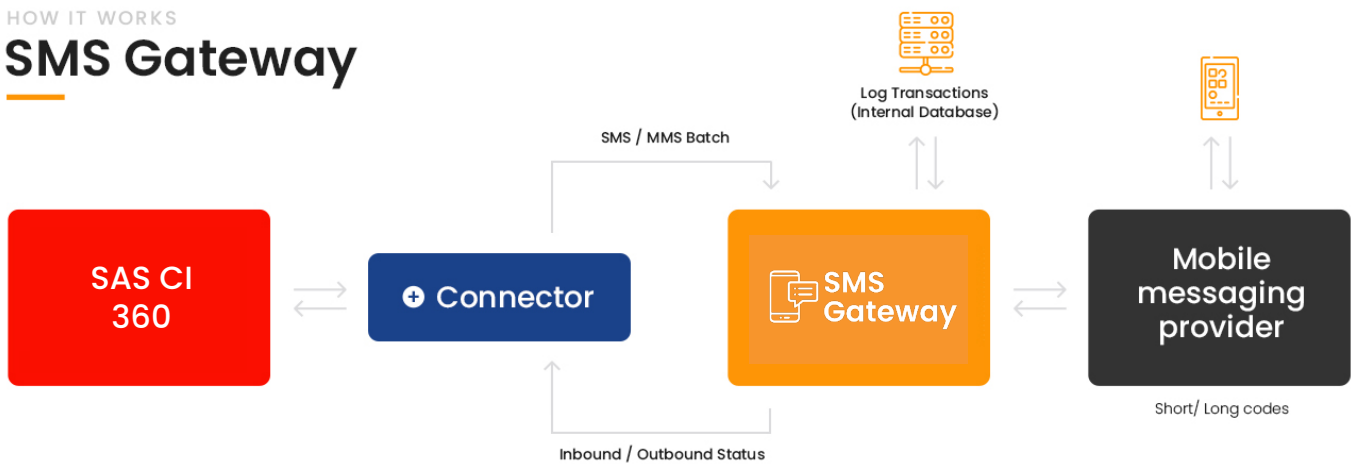 HOW IT WORKS
SMS Gateway
Log Transactions
(Internal Database)
SMS / MMS Batch
SAS CI
360
Connector
SMS
Gateway
Mobile
messaging
provider
Short/ Long codes
Inbound / Outbound Status